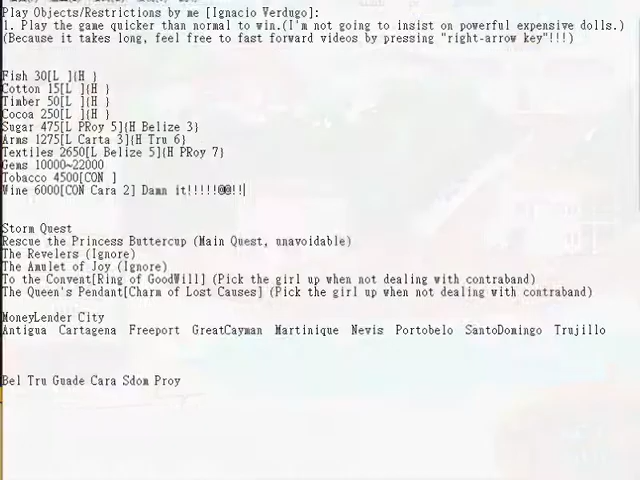 Play Objects/Restrictions by me [Ignacio Verdugo]:
1. Play the game quicker than normal to win.(I'm not going to insist on powerful expensive dolls.)
(Because it takes long, feel free to fast forward videos by pressing "right-arrow key"!!!)
Fish 30[L ]{H }
Cotton 15[L ]{H }
Timber 50[L ]{H }
Cocoa 250[L ]{H }
Sugar 475[L PRoy 5]{H Belize 3}
Arms 1275[L Carta 3]{H Tru 6}
Textiles 2650[L Belize 5]{H PRoy 7}
Gems 10000~22000
Tobacco 4500[CON ]
Wine 6000[CON Cara 2] Damn it!!!!!@@!!
Storm Quest
Rescue the Princess Buttercup (Main Quest, unavoidable)
The Revelers (Ignore)
The Amulet of Joy (Ignore)
To the Convent[Ring of GoodWill] (Pick the girl up when not dealing with contraband)
The Queen's Pendant[Charm of Lost Causes] (Pick the girl up when not dealing with contraband)
MoneyLender City
Antigua Cartagena Freeport GreatCayman Martinique Nevis Portobelo SantoDomingo Trujillo
Bel Tru Guade Cara Sdom Proy